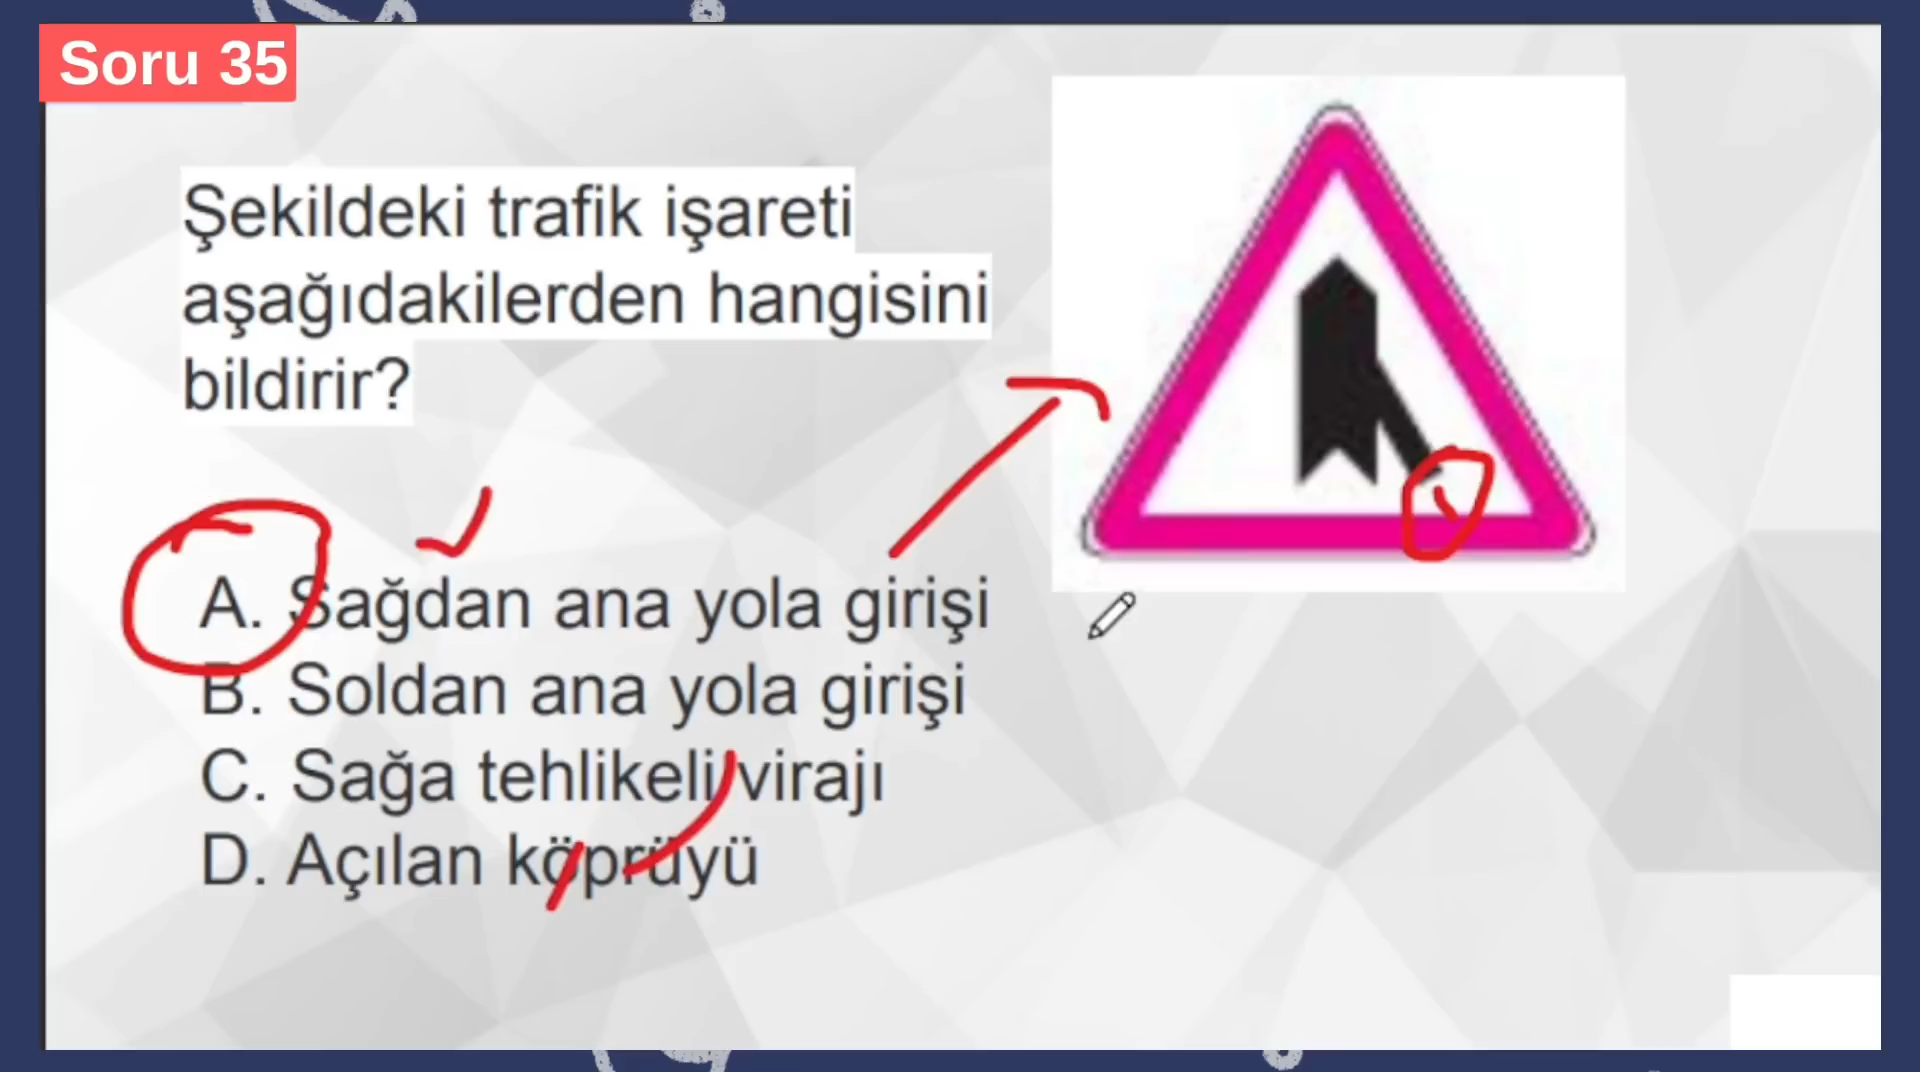 Soru 35
Şekildeki trafik işareti
aşağıdakilerden hangisini
bildirir?
A. Sağdan ana yola girişi
B. Soldan ana yola girişi
C. Sağa tehlikeli virajı
D. Açılan köprüyü